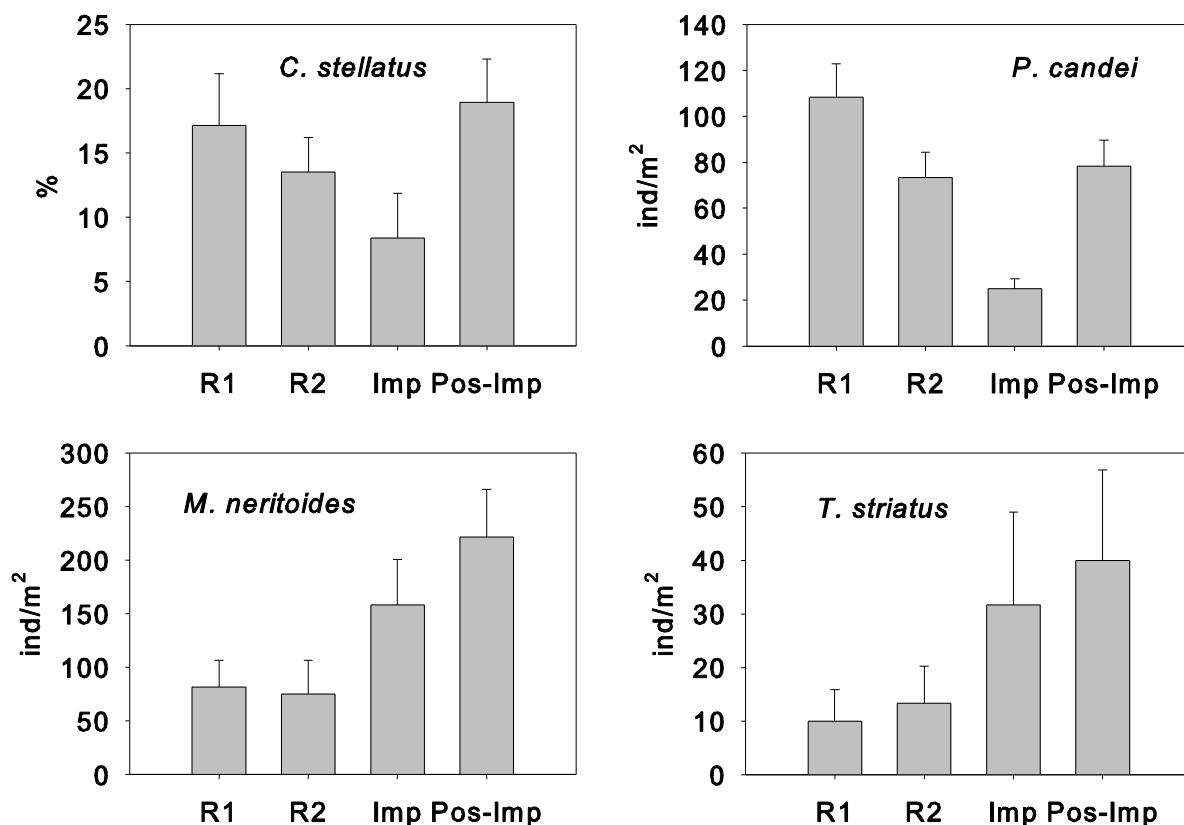 C. stellatus
%
25
20
15
10
5
0
R1 R2 Imp Pos-Imp
P. candei
ind/m²
140
120
100
80
60
40
20
0
R1 R2 Imp Pos-Imp
M. neritoides
ind/m²
300
250
200
150
100
50
0
R1 R2 Imp Pos-Imp
T. striatus
ind/m²
60
50
40
30
20
10
0
R1 R2 Imp Pos-Imp